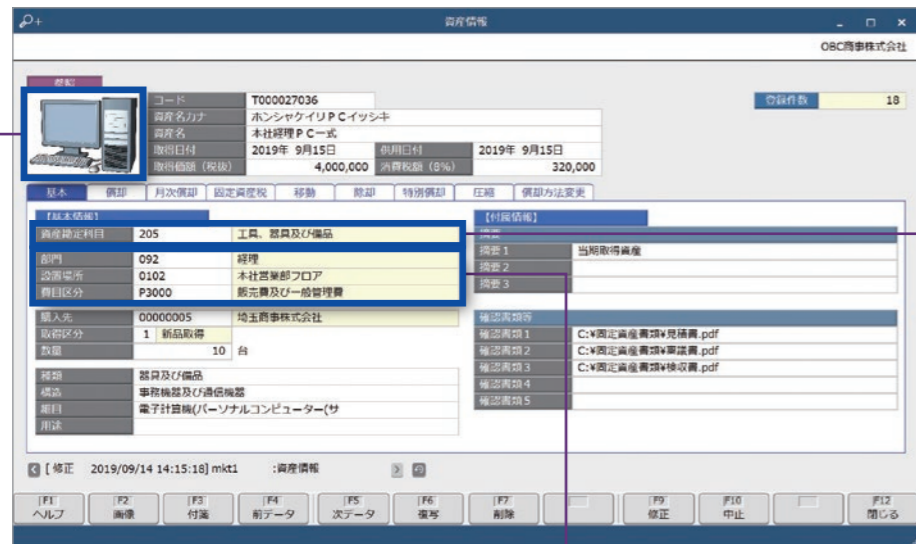 資産情報
OBC商事株式会社
コード T000027036
登録件数 18
資産名カナ ホンシャケイリPCイッシキ
資産名 本社経理PC一式
取得日付 2019年 9月15日 供用日付 2019年 9月15日
取得価額(税抜) 4,000,000 消費税額(8%) 320,000
基本 償却 月次償却 固定資産税 移動 除却 特別償却 圧縮 償却方法変更
【基本情報】 【付属情報】
資産勘定科目 205 工具、器具及び備品 摘要
部門 092 経理 摘要1 当期取得資産
設置場所 0102 本社営業部フロア 摘要2
費目区分 P3000 販売費及び一般管理費 摘要3
購入先 00000005 埼玉商事株式会社 確認書類等
取得区分 1 新品取得 確認書類1 C:¥固定資産書類¥見積書.pdf
数量 10 台 確認書類2 C:¥固定資産書類¥稟議書.pdf
確認書類3 C:¥固定資産書類¥検収書.pdf
種類 器具及び備品 確認書類4
構造 事務機器及び通信機器 確認書類5
細目 電子計算機(パーソナルコンピューター(サ
用途
[修正 2019/09/14 14:15:18] mkt1 :資産情報
F1 F2 F3 F4 F5 F6 F7 F9 F10 F12
ヘルプ 画像 付箋 前データ 次データ 複写 削除 修正 中止 閉じる